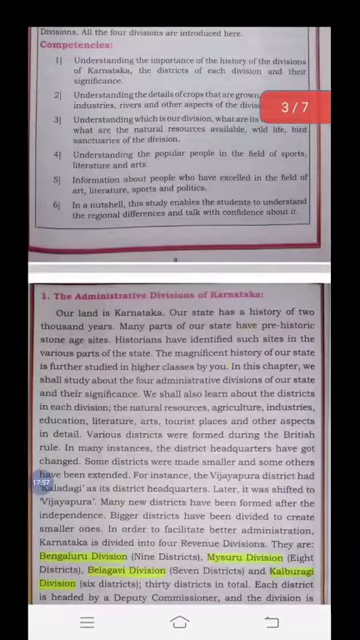 Divisions. All the four divisions are introduced here.
Competencies:
1] Understanding the importance of the history of the divisions
of Karnataka, the districts of each division and their
significance.
2] Understanding the details of crops that are grown,
industries, rivers and other aspects of the divisi
3] Understanding which is our division, what are its
what are the natural resources available, wild life, bird
sanctuaries of the division.
4] Understanding the popular people in the field of sports,
literature and arts.
5] Information about people who have excelled in the field of
art, literature, sports and politics.
6] In a nutshell, this study enables the students to understand
the regional differences and talk with confidence about it.
3 / 7
1. The Administrative Divisions of Karnataka:
Our land is Karnataka. Our state has a history of two
thousand years. Many parts of our state have pre-historic
stone age sites. Historians have identified such sites in the
various parts of the state. The magnificent history of our state
is further studied in higher classes by you. In this chapter, we
shall study about the four administrative divisions of our state
and their significance. We shall also learn about the districts
in each division; the natural resources, agriculture, industries,
education, literature, arts, tourist places and other aspects
in detail. Various districts were formed during the British
rule. In many instances, the district headquarters have got
changed. Some districts were made smaller and some others
have been extended. For instance, the Vijayapura district had
'Kaladagi' as its district headquarters. Later, it was shifted to
17:57
'Vijayapura'. Many new districts have been formed after the
independence. Bigger districts have been divided to create
smaller ones. In order to facilitate better administration,
Karnataka is divided into four Revenue Divisions. They are:
Bengaluru Division (Nine Districts), Mysuru Division (Eight
Districts), Belagavi Division (Seven Districts) and Kalburagi
Division (six districts); thirty districts in total. Each district
is headed by a Deputy Commissioner, and the division is